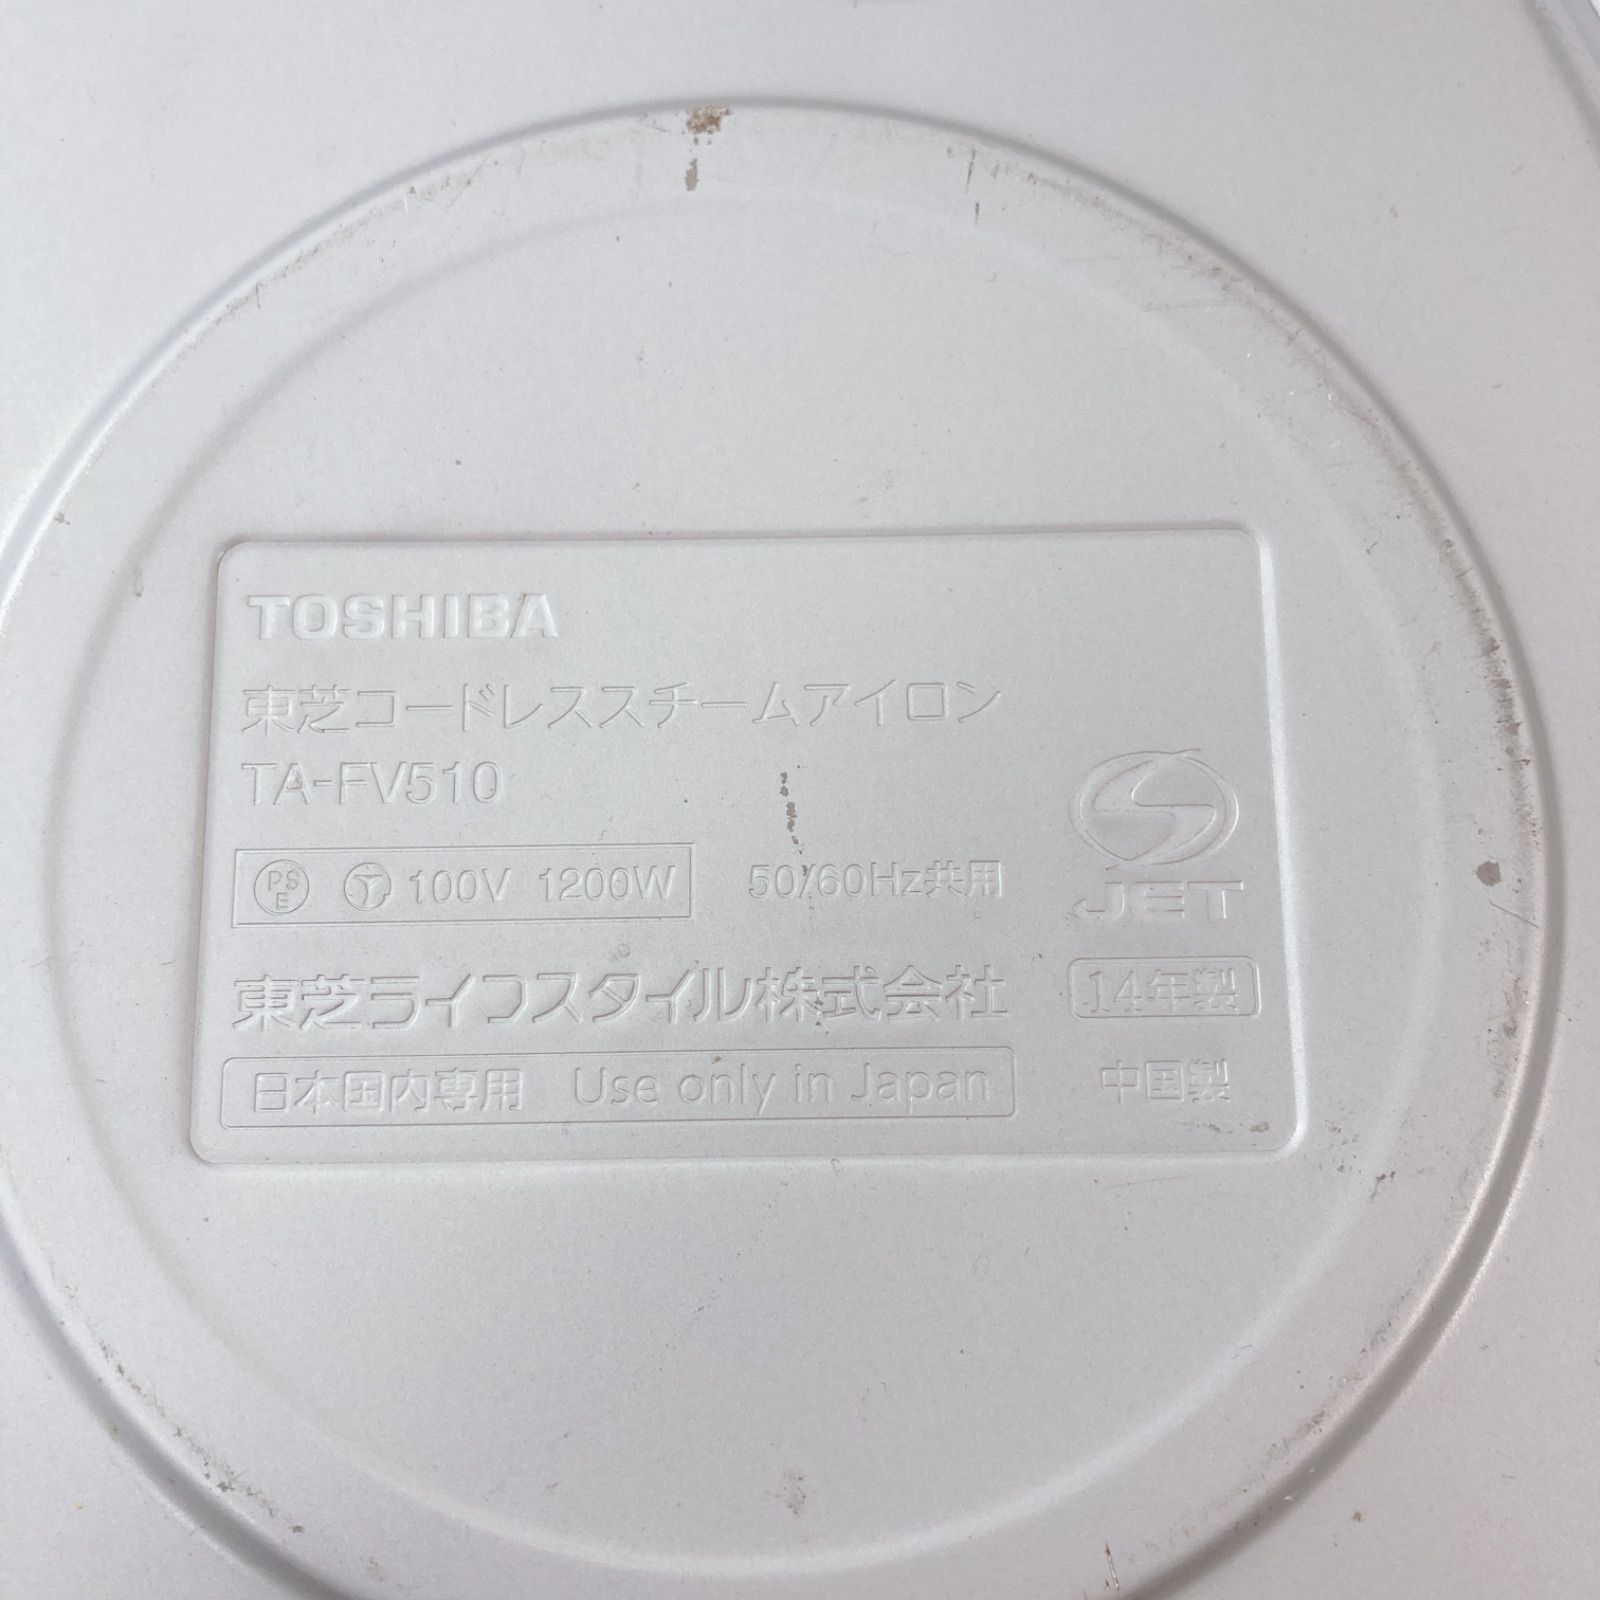 TOSHIBA
東芝コードレススチームアイロン
TA-FV510
PSE 100V 1200W 50/60Hz共用
JET
東芝ライフスタイル株式会社
14年製
日本国内専用 Use only in Japan
中国製